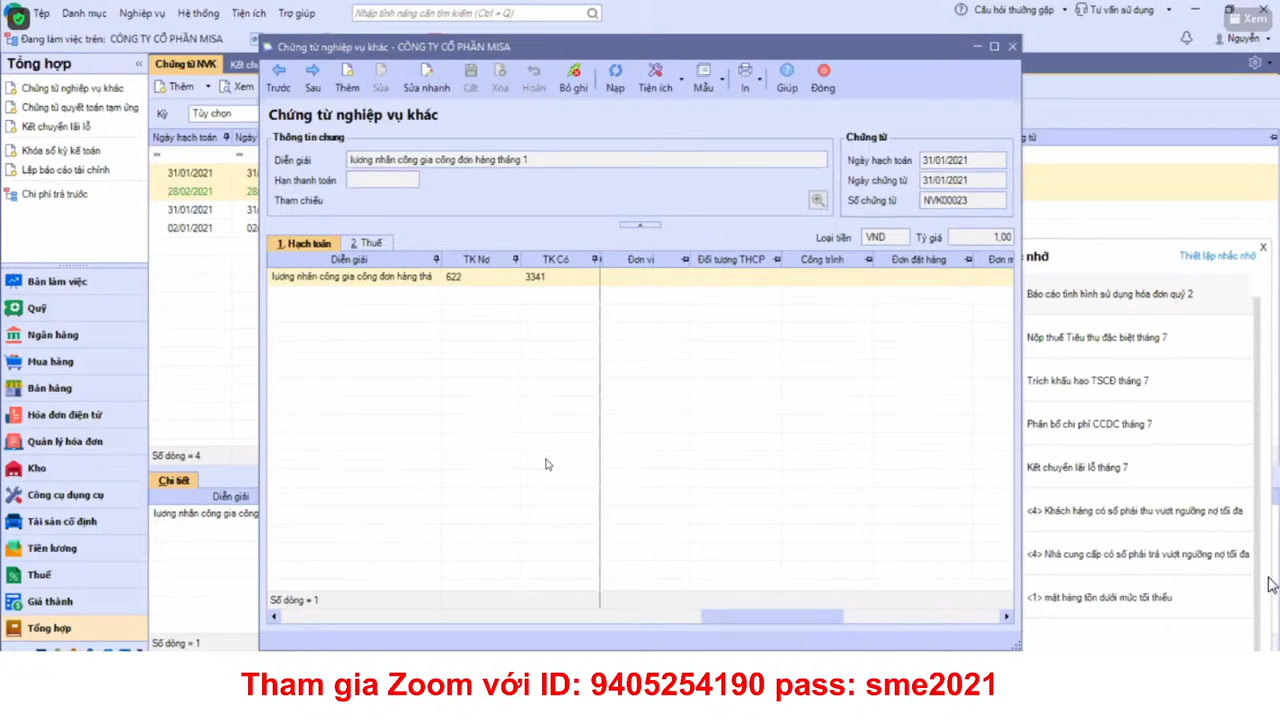 Tệp Danh mục Nghiệp vụ Hệ thống Tiện ích Trợ giúp
Nhập tính năng cần tìm kiếm (Ctrl + Q)
Câu hỏi thường gặp
Tư vấn sử dụng
Xem
Đang làm việc trên: CÔNG TY CỔ PHẦN MISA
Nguyễn
Tổng hợp
Chứng từ nghiệp vụ khác
Chứng từ quyết toán tạm ứng
Kết chuyển lãi lỗ
Khóa sổ kỳ kế toán
Lập báo cáo tài chính
Chi phí trả trước
Bàn làm việc
Quỹ
Ngân hàng
Mua hàng
Bán hàng
Hóa đơn điện tử
Quản lý hóa đơn
Kho
Công cụ dụng cụ
Tài sản cố định
Tiền lương
Thuế
Giá thành
Tổng hợp
Chứng từ NVK
Kết ch
Thêm
Xem
Kỳ
Tùy chọn
Ngày hạch toán
Ngày
31/01/2021 31/
28/02/2021 28/
31/01/2021 31/
02/01/2021 02/
Số dòng = 4
Chi tiết
Diễn giải
lương nhân công gia công
Số dòng = 1
Chứng từ nghiệp vụ khác - CÔNG TY CỔ PHẦN MISA
Trước Sau Thêm Sửa Sửa nhanh Cất Xóa Hoãn Bỏ ghi Nạp Tiện ích Mẫu In Giúp Đóng
Chứng từ nghiệp vụ khác
Thông tin chung
Diễn giải
lương nhân công gia công đơn hàng tháng 1
Hạn thanh toán
Tham chiếu
Chứng từ
Ngày hạch toán 31/01/2021
Ngày chứng từ 31/01/2021
Số chứng từ NVK00023
Loại tiền VND Tỷ giá 1.00
1. Hạch toán
2. Thuế
Diễn giải TK Nợ TK Có Đơn vị Đối tượng THCP Công trình Đơn đặt hàng Đơn m
lương nhân công gia công đơn hàng thá 622 3341
Số dòng = 1
từ
nhở
Thiết lập nhắc nhở
X
Báo cáo tình hình sử dụng hóa đơn quý 2
Nộp thuế Tiêu thụ đặc biệt tháng 7
Trích khấu hao TSCĐ tháng 7
Phân bổ chi phí CCDC tháng 7
Kết chuyển lãi lỗ tháng 7
<4> Khách hàng có số phải thu vượt ngưỡng nợ tối đa
<4> Nhà cung cấp có số phải trả vượt ngưỡng nợ tối đa
<1> mặt hàng tồn dưới mức tối thiểu
Tham gia Zoom với ID: 9405254190 pass: sme2021